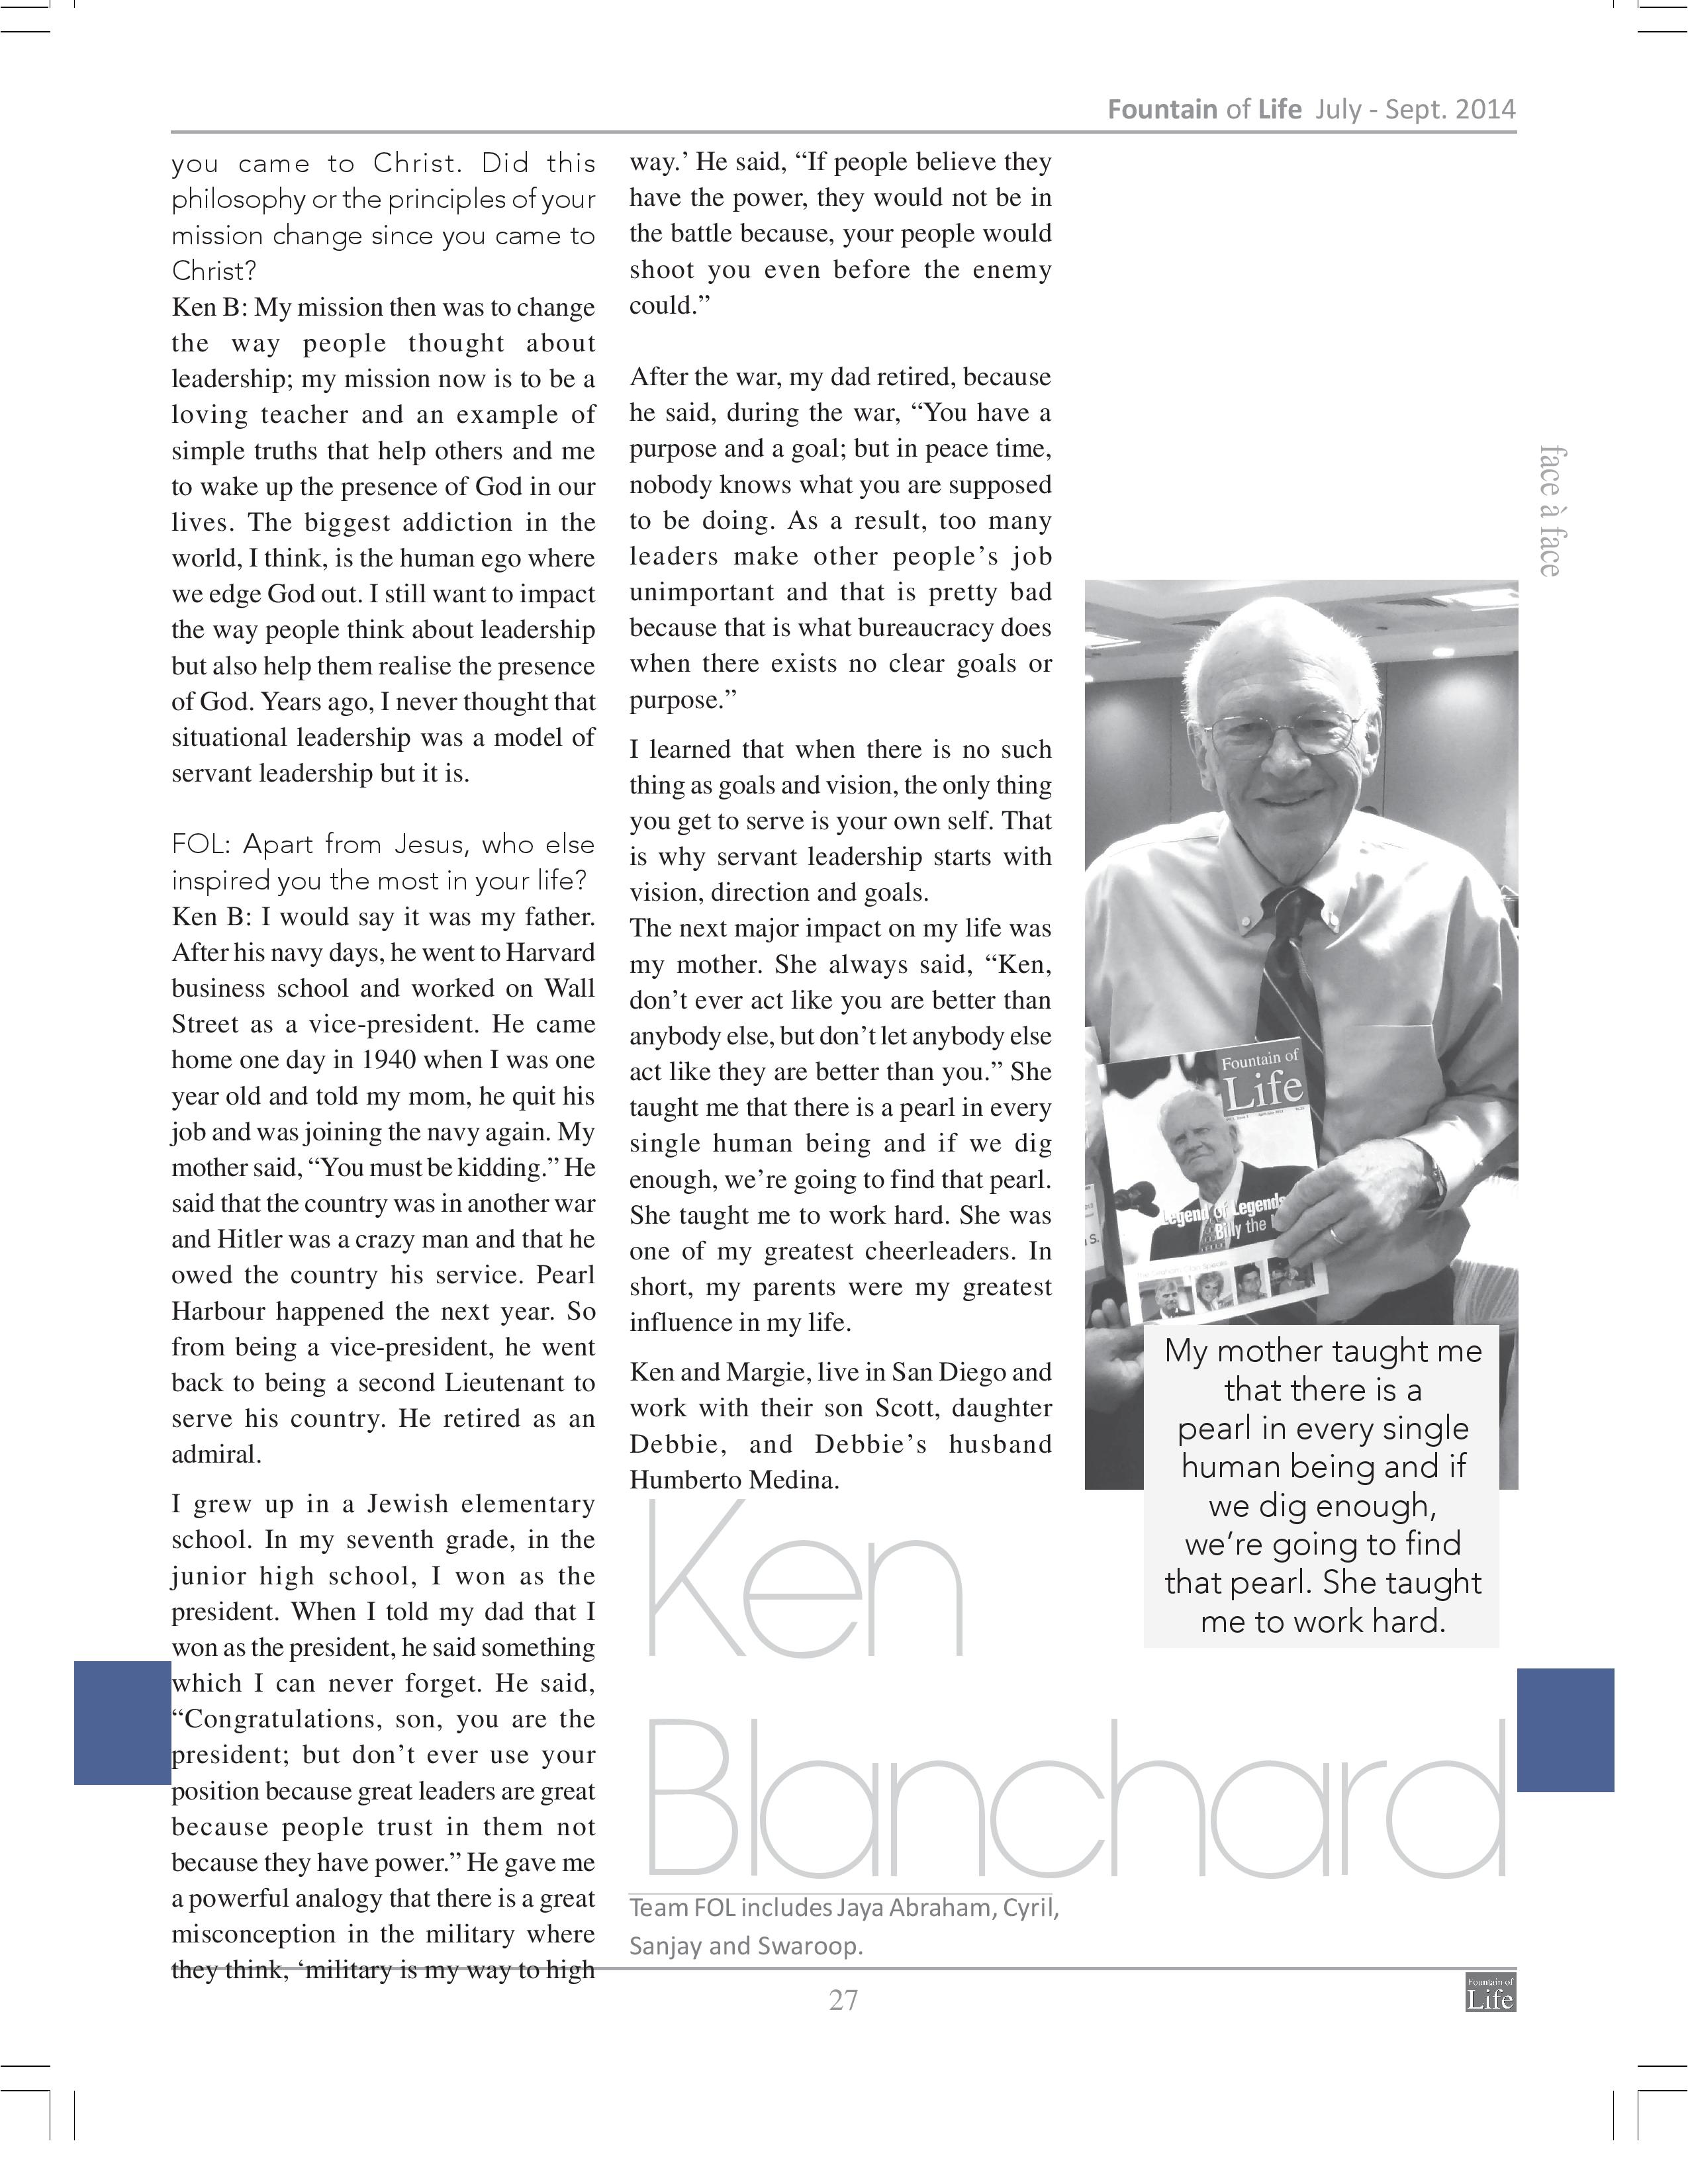 Fountain of Life July - Sept. 2014
you came to Christ. Did this
philosophy or the principles of your
mission change since you came to
Christ?
Ken B: My mission then was to change
the way people thought about
leadership; my mission now is to be a
loving teacher and an example of
simple truths that help others and me
to wake up the presence of God in our
lives. The biggest addiction in the
world, I think, is the human ego where
we edge God out. I still want to impact
the way people think about leadership
but also help them realise the presence
of God. Years ago, I never thought that
situational leadership was a model of
servant leadership but it is.
FOL: Apart from Jesus, who else
inspired you the most in your life?
Ken B: I would say it was my father.
After his navy days, he went to Harvard
business school and worked on Wall
Street as a vice-president. He came
home one day in 1940 when I was one
year old and told my mom, he quit his
job and was joining the navy again. My
mother said, “You must be kidding.” He
said that the country was in another war
and Hitler was a crazy man and that he
owed the country his service. Pearl
Harbour happened the next year. So
from being a vice-president, he went
back to being a second Lieutenant to
serve his country. He retired as an
admiral.
I grew up in a Jewish elementary
school. In my seventh grade, in the
junior high school, I won as the
president. When I told my dad that I
won as the president, he said something
which I can never forget. He said,
“Congratulations, son, you are the
president; but don’t ever use your
position because great leaders are great
because people trust in them not
because they have power.” He gave me
a powerful analogy that there is a great
misconception in the military where
they think, ‘military is my way to high
way.’ He said, “If people believe they
have the power, they would not be in
the battle because, your people would
shoot you even before the enemy
could.”
After the war, my dad retired, because
he said, during the war, “You have a
purpose and a goal; but in peace time,
nobody knows what you are supposed
to be doing. As a result, too many
leaders make other people’s job
unimportant and that is pretty bad
because that is what bureaucracy does
when there exists no clear goals or
purpose.”
I learned that when there is no such
thing as goals and vision, the only thing
you get to serve is your own self. That
is why servant leadership starts with
vision, direction and goals.
The next major impact on my life was
my mother. She always said, “Ken,
don’t ever act like you are better than
anybody else, but don’t let anybody else
act like they are better than you.” She
taught me that there is a pearl in every
single human being and if we dig
enough, we’re going to find that pearl.
She taught me to work hard. She was
one of my greatest cheerleaders. In
short, my parents were my greatest
influence in my life.
Ken and Margie, live in San Diego and
work with their son Scott, daughter
Debbie, and Debbie’s husband
Humberto Medina.
Ken
Blanchard
Team FOL includes Jaya Abraham, Cyril,
Sanjay and Swaroop.
face à face
Fountain of
Life
Legend of Legends
Billy the
My mother taught me
that there is a
pearl in every single
human being and if
we dig enough,
we’re going to find
that pearl. She taught
me to work hard.
27
Fountain of
Life